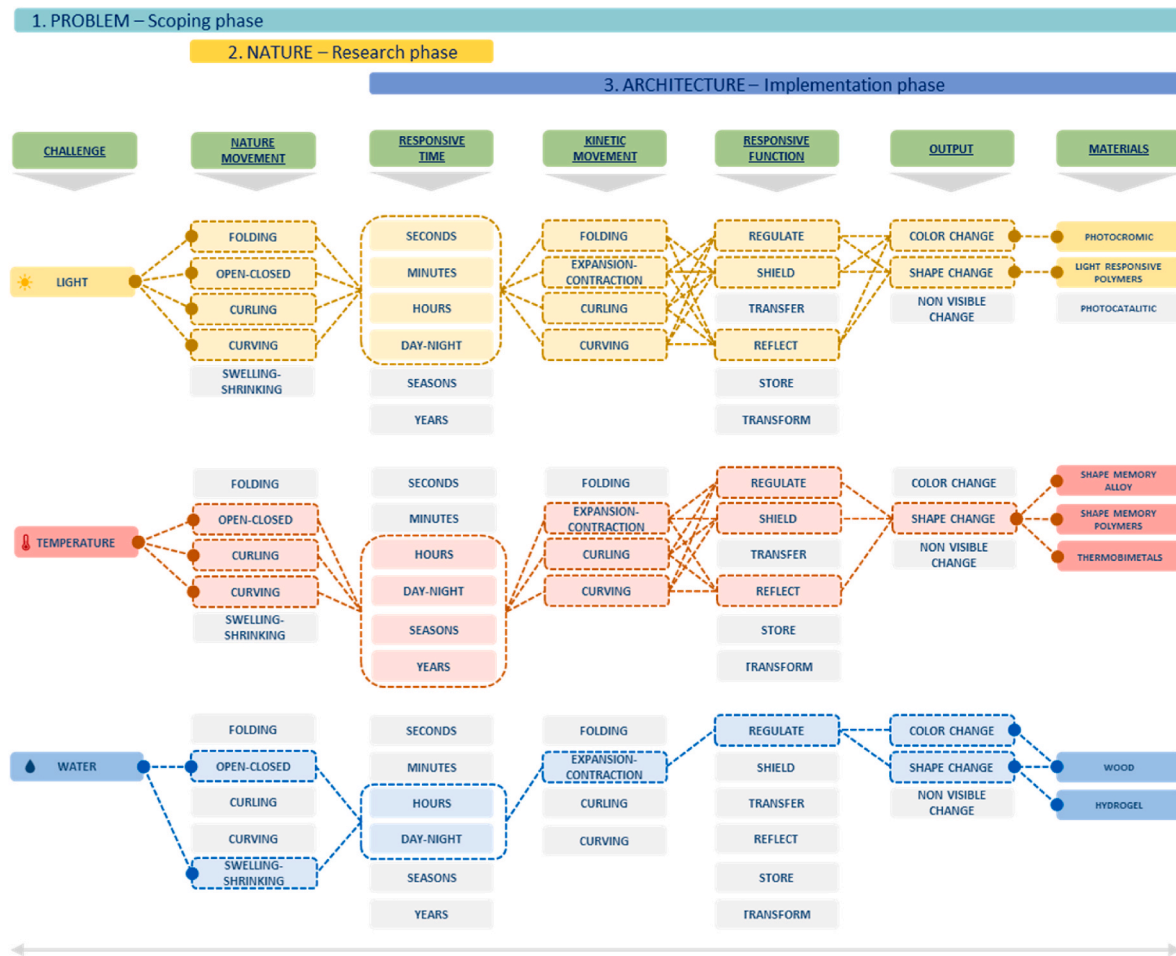 1. PROBLEM – Scoping phase
2. NATURE – Research phase
3. ARCHITECTURE – Implementation phase
CHALLENGE
NATURE
MOVEMENT
RESPONSIVE
TIME
KINETIC
MOVEMENT
RESPONSIVE
FUNCTION
OUTPUT
MATERIALS
LIGHT
FOLDING
OPEN-CLOSED
CURLING
CURVING
SWELLING-
SHRINKING
SECONDS
MINUTES
HOURS
DAY-NIGHT
SEASONS
YEARS
FOLDING
EXPANSION-
CONTRACTION
CURLING
CURVING
REGULATE
SHIELD
TRANSFER
REFLECT
STORE
TRANSFORM
COLOR CHANGE
SHAPE CHANGE
NON VISIBLE
CHANGE
PHOTOCROMIC
LIGHT RESPONSIVE
POLYMERS
PHOTOCATALITIC
TEMPERATURE
FOLDING
OPEN-CLOSED
CURLING
CURVING
SWELLING-
SHRINKING
SECONDS
MINUTES
HOURS
DAY-NIGHT
SEASONS
YEARS
FOLDING
EXPANSION-
CONTRACTION
CURLING
CURVING
REGULATE
SHIELD
TRANSFER
REFLECT
STORE
TRANSFORM
COLOR CHANGE
SHAPE CHANGE
NON VISIBLE
CHANGE
SHAPE MEMORY
ALLOY
SHAPE MEMORY
POLYMERS
THERMOBIMETALS
WATER
FOLDING
OPEN-CLOSED
CURLING
CURVING
SWELLING-
SHRINKING
SECONDS
MINUTES
HOURS
DAY-NIGHT
SEASONS
YEARS
FOLDING
EXPANSION-
CONTRACTION
CURLING
CURVING
REGULATE
SHIELD
TRANSFER
REFLECT
STORE
TRANSFORM
COLOR CHANGE
SHAPE CHANGE
NON VISIBLE
CHANGE
WOOD
HYDROGEL